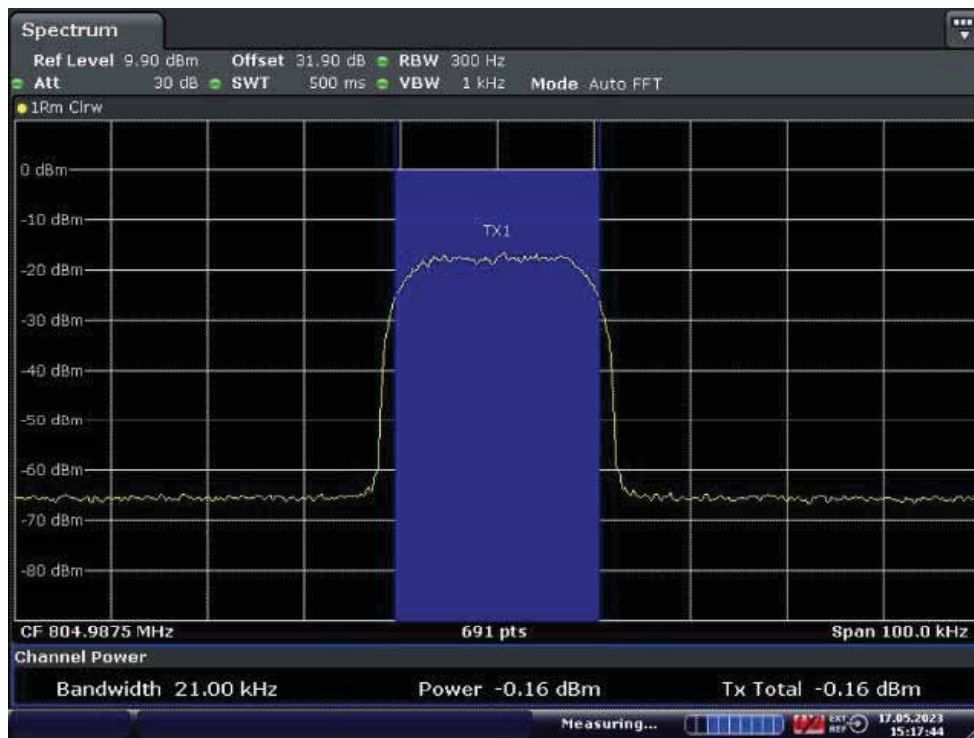 Spectrum
Ref Level 9.90 dBm Offset 31.90 dB RBW 300 Hz
Att 30 dB SWT 500 ms VBW 1 kHz Mode Auto FFT
1Rm Clrw
0 dBm
-10 dBm
TX1
-20 dBm
-30 dBm
-40 dBm
-50 dBm
-60 dBm
-70 dBm
-80 dBm
CF 804.9875 MHz 691 pts Span 100.0 kHz
Channel Power
Bandwidth 21.00 kHz Power -0.16 dBm Tx Total -0.16 dBm
Measuring... EXT REF 17.05.2023
15:17:44